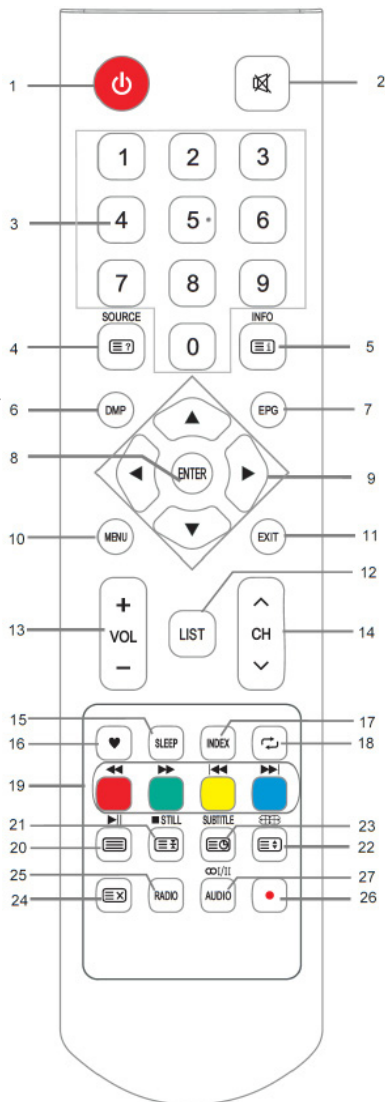 1 2
1 2 3
3 4 5 6
7 8 9
SOURCE INFO
4 ? 0 i 5
6 DMP EPG 7
8 ENTER 9
10 MENU EXIT 11
12
+
13 VOL LIST CH 14
−
15 17
16 SLEEP INDEX 18
19
21 STILL SUBTITLE 23
20 22
25 I/II 27
24 RADIO AUDIO 26